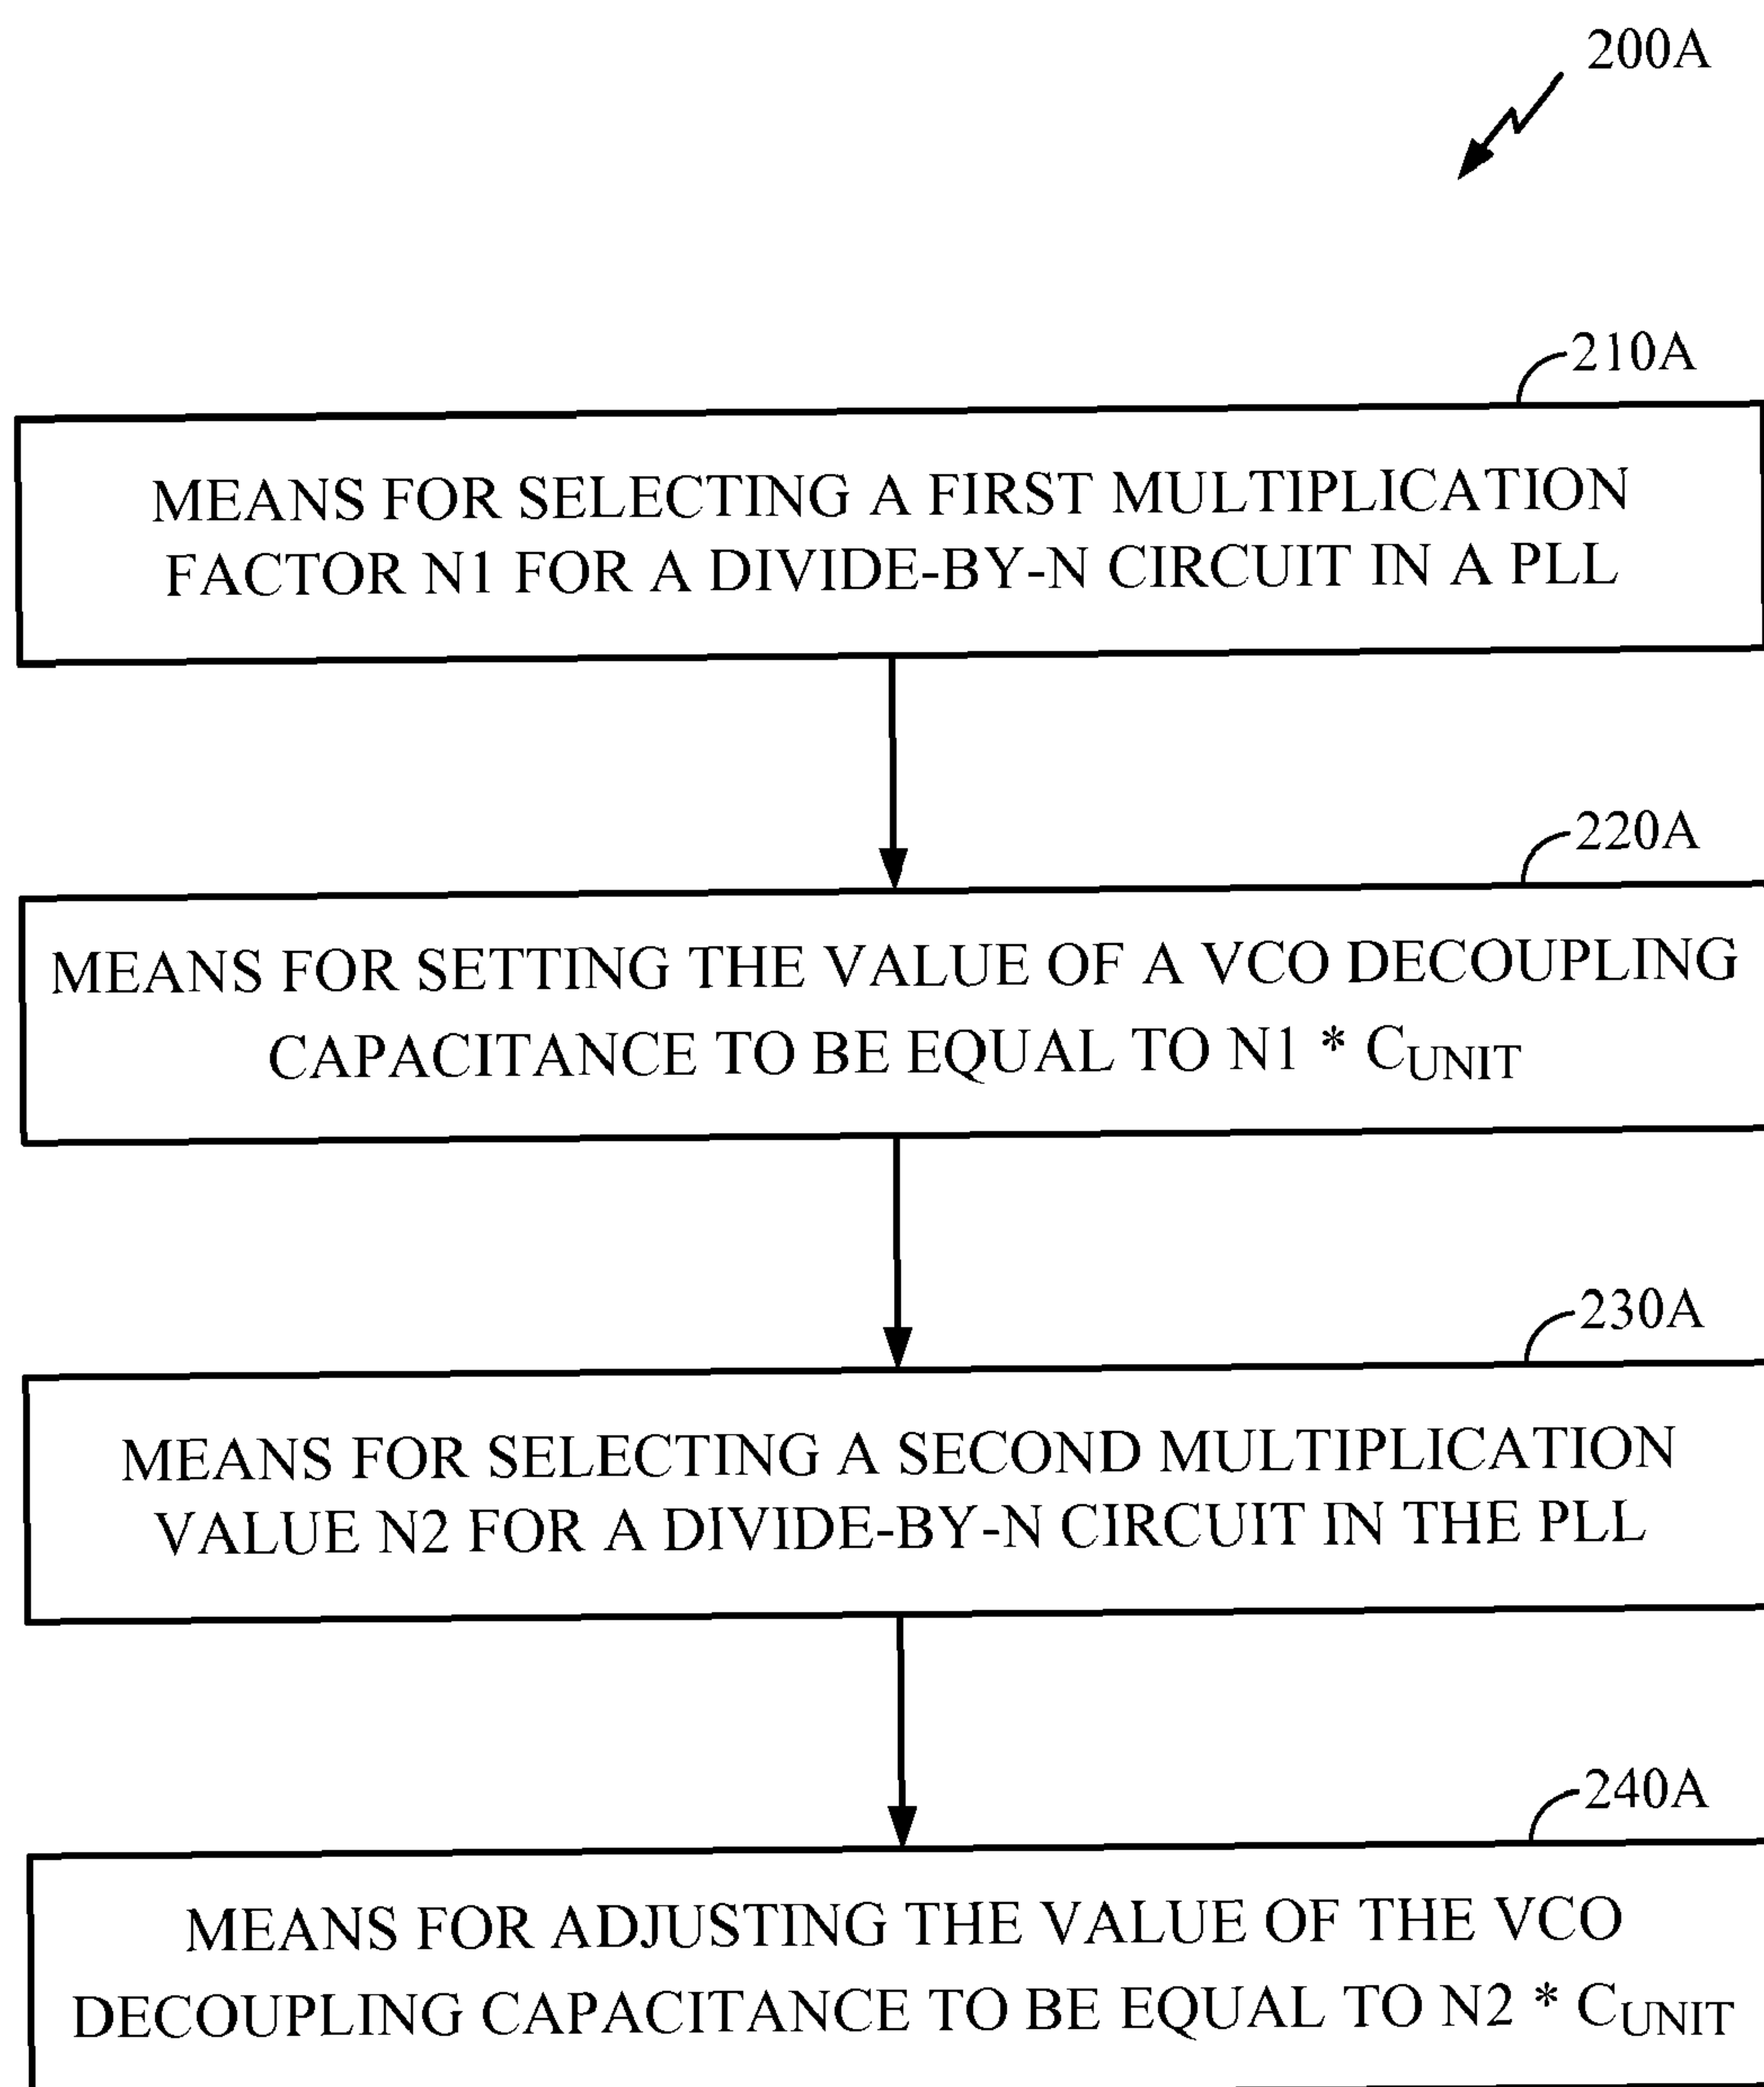 200A
210A
MEANS FOR SELECTING A FIRST MULTIPLICATION
FACTOR N1 FOR A DIVIDE-BY-N CIRCUIT IN A PLL
220A
MEANS FOR SETTING THE VALUE OF A VCO DECOUPLING
CAPACITANCE TO BE EQUAL TO N1 * CUNIT
230A
MEANS FOR SELECTING A SECOND MULTIPLICATION
VALUE N2 FOR A DIVIDE-BY-N CIRCUIT IN THE PLL
240A
MEANS FOR ADJUSTING THE VALUE OF THE VCO
DECOUPLING CAPACITANCE TO BE EQUAL TO N2 * CUNIT